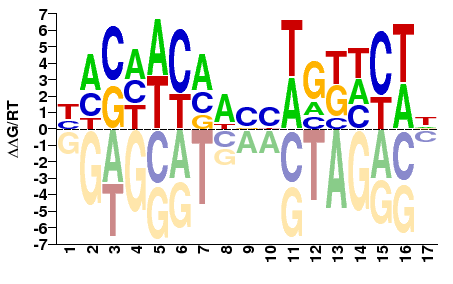 7
6
5
4
3
2
1
0
-1
-2
-3
-4
-5
-6
-7
ΔΔG/RT
T C G
A C T G
C G A T
A C T G
A T C G
C T A G
A C G T
A T C G
C A
C A
T A C G
G A C T
T G C A
T A C G
C T A G
T A C G
T C
1 2 3 4 5 6 7 8 9 10 11 12 13 14 15 16 17